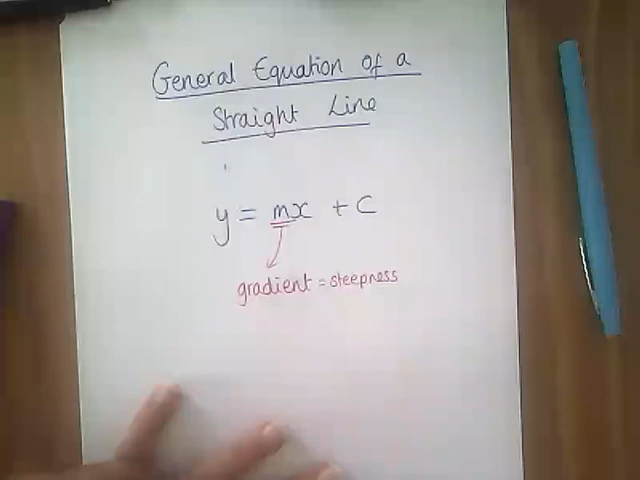 General Equation of a
Straight Line
y = mx + c
gradient = steepness